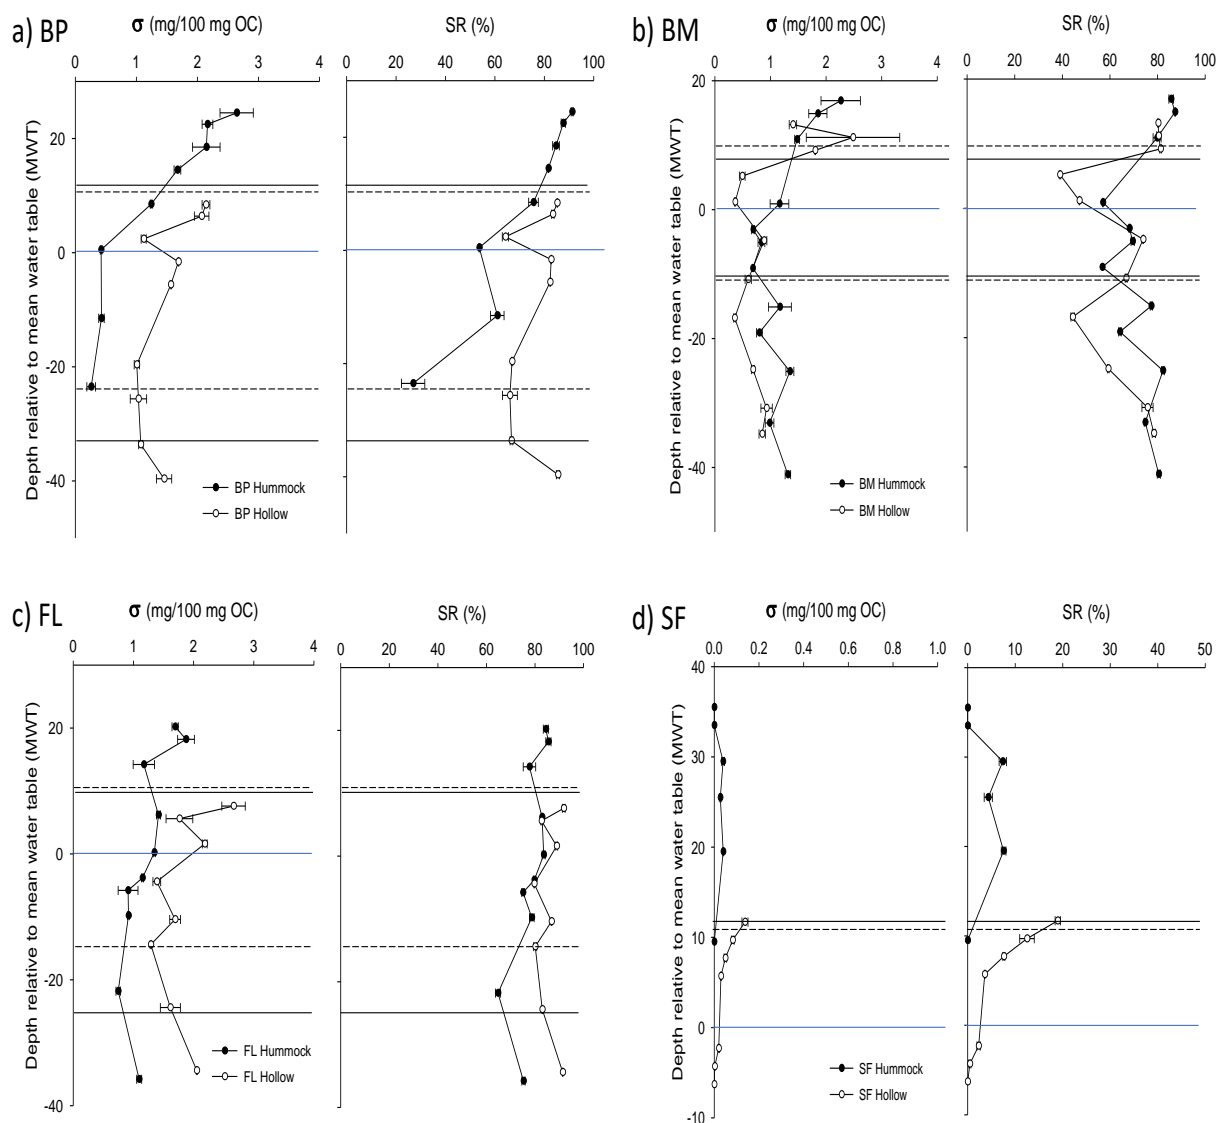 a) BP
σ (mg/100 mg OC)
SR (%)
0 1 2 3 4
0 20 40 60 80 100
Depth relative to mean water table (MWT)
20
0
-20
-40
BP Hummock
BP Hollow
b) BM
σ (mg/100 mg OC)
SR (%)
0 1 2 3 4
0 20 40 60 80 100
Depth relative to mean water table (MWT)
20
0
-20
-40
BM Hummock
BM Hollow
c) FL
σ (mg/100 mg OC)
SR (%)
0 1 2 3 4
0 20 40 60 80 100
Depth relative to mean water table (MWT)
20
0
-20
-40
FL Hummock
FL Hollow
d) SF
σ (mg/100 mg OC)
SR (%)
0.0 0.2 0.4 0.6 0.8 1.0
0 10 20 30 40 50
Depth relative to mean water table (MWT)
40
30
20
10
0
-10
SF Hummock
SF Hollow